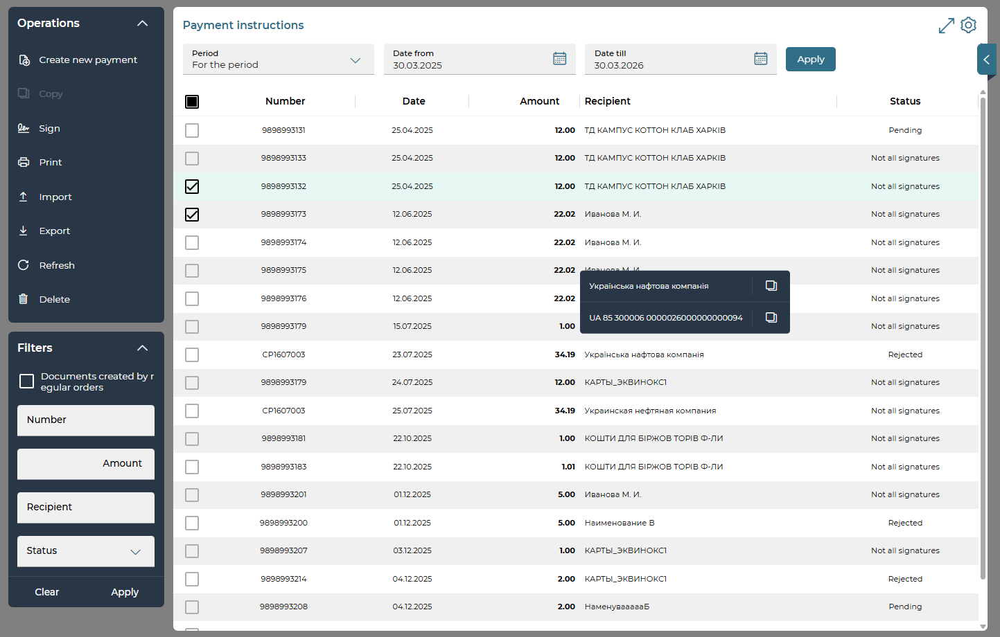 Operations
Create new payment
Copy
Sign
Print
Import
Export
Refresh
Delete
Filters
Documents created by r
egular orders
Number
Amount
Recipient
Status
Clear Apply
Payment instructions
Period
For the period
Date from
30.03.2025
Date till
30.03.2026
Apply
Number Date Amount Recipient Status
9898993131 25.04.2025 12.00 ТД КАМПУС КОТТОН КЛАБ ХАРКІВ Pending
9898993133 25.04.2025 12.00 ТД КАМПУС КОТТОН КЛАБ ХАРКІВ Not all signatures
9898993132 25.04.2025 12.00 ТД КАМПУС КОТТОН КЛАБ ХАРКІВ Not all signatures
9898993173 12.06.2025 22.02 Иванова М. И. Not all signatures
9898993174 12.06.2025 22.02 Иванова М. И. Not all signatures
9898993175 12.06.2025 22.02 Иванова М. И. Not all signatures
Українська нафтова компанія
9898993176 12.06.2025 22.02 Not all signatures
UA 85 300006 0000026000000000094
9898993179 15.07.2025 1.00 Not all signatures
CP1607003 23.07.2025 34.19 Українська нафтова компанія Rejected
9898993179 24.07.2025 12.00 КАРТЫ_ЭКВИНОКС1 Not all signatures
CP1607003 25.07.2025 34.19 Украинская нефтяная компания Not all signatures
9898993181 22.10.2025 1.00 КОШТИ ДЛЯ БІРЖОВ ТОРІВ Ф-ЛИ Not all signatures
9898993183 22.10.2025 1.01 КОШТИ ДЛЯ БІРЖОВ ТОРІВ Ф-ЛИ Not all signatures
9898993201 01.12.2025 5.00 Иванова М. И. Not all signatures
9898993200 01.12.2025 5.00 Наименование В Rejected
9898993207 03.12.2025 1.00 КАРТЫ_ЭКВИНОКС1 Not all signatures
9898993214 04.12.2025 2.00 КАРТЫ_ЭКВИНОКС1 Rejected
9898993208 04.12.2025 2.00 НаменувааааaБ Pending